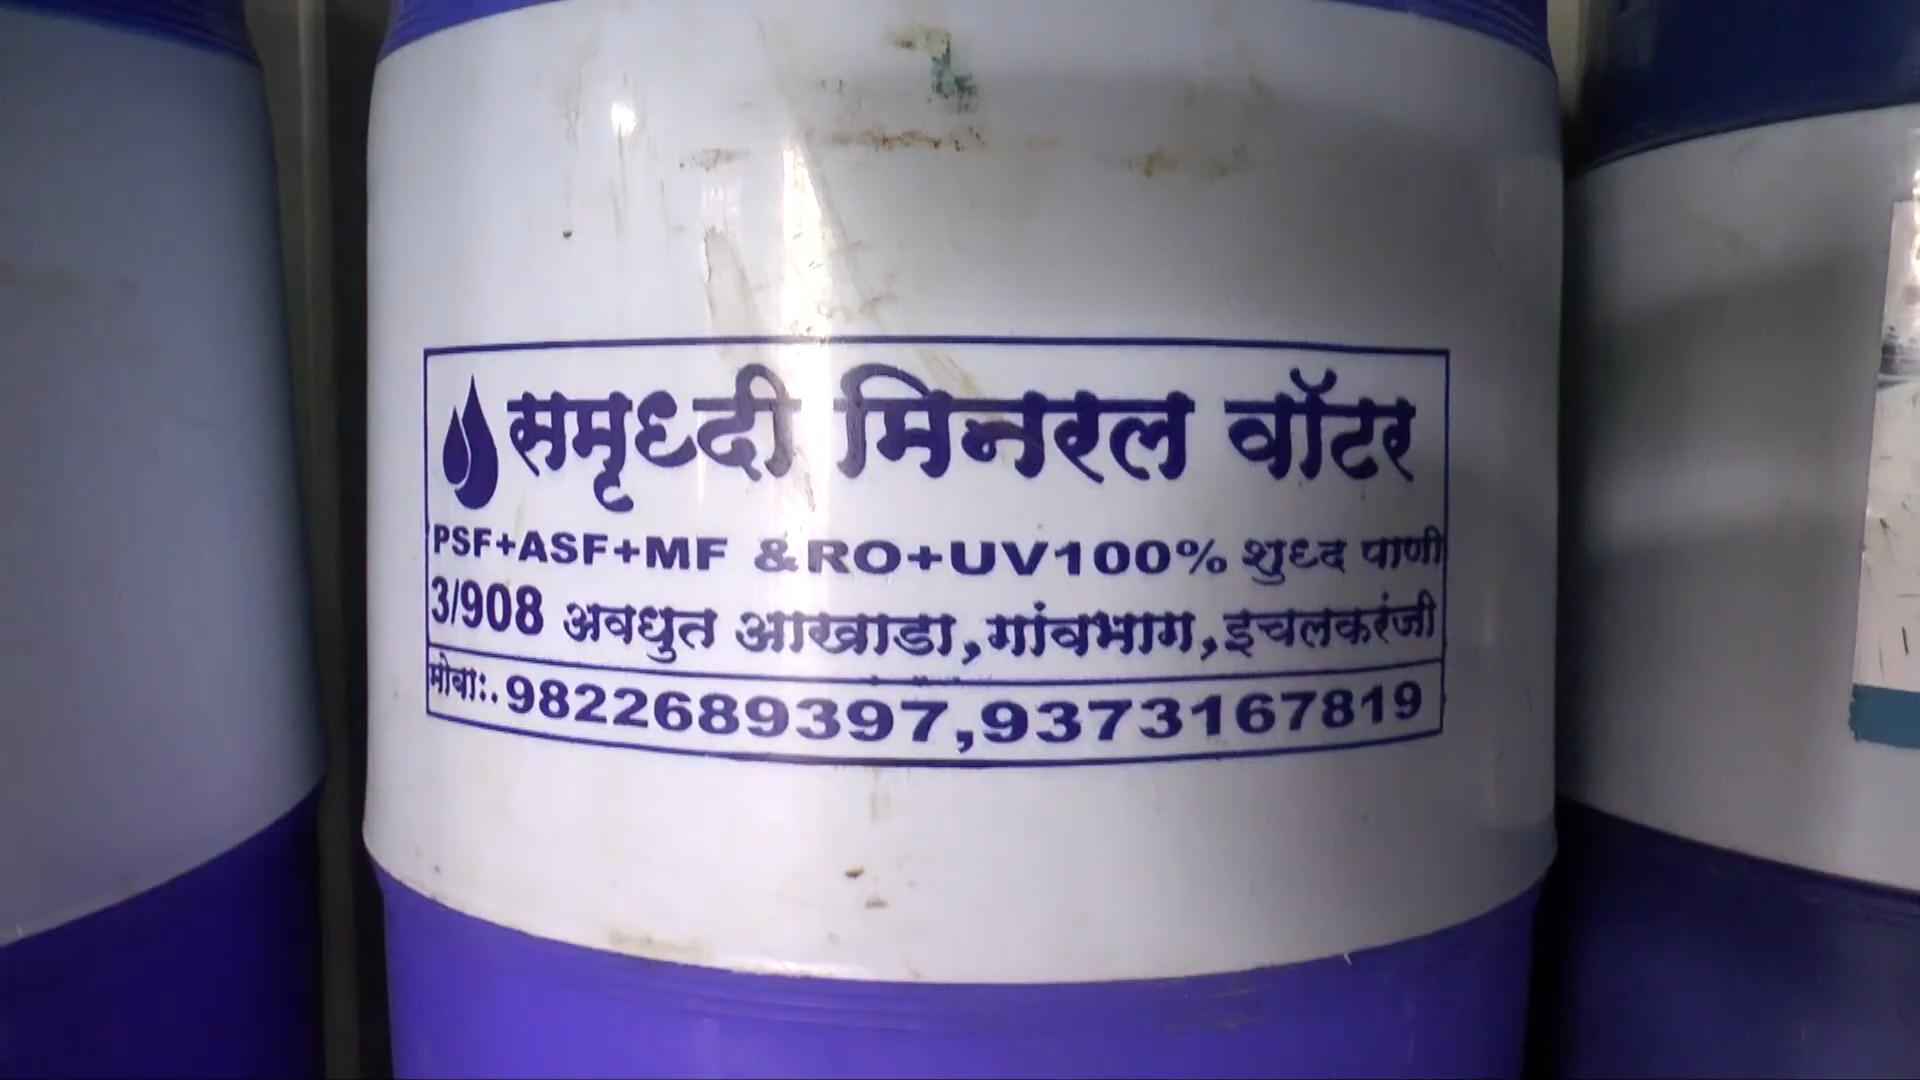 समृध्दी मिनरल वॉटर
PSF+ASF+MF &RO+UV100% शुध्द पाणी
3/908 अवधुत आखाडा,गांवभाग,इचलकरंजी
मोबा:. 9822689397,9373167819